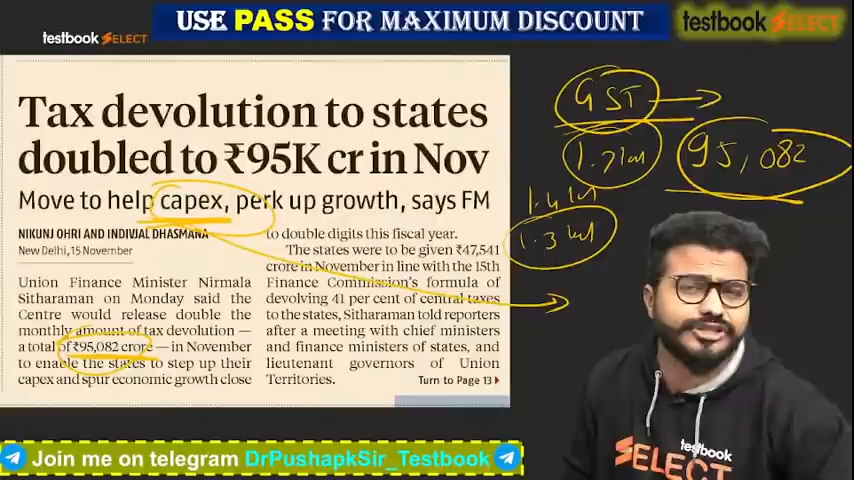 USE PASS FOR MAXIMUM DISCOUNT
testbook SELECT
testbook SELECT
Tax devolution to states
doubled to ₹95K cr in Nov
Move to help capex, perk up growth, says FM
NIKUNJ OHRI AND INDIVJAL DHASMANA
New Delhi, 15 November
Union Finance Minister Nirmala
Sitharaman on Monday said the
Centre would release double the
monthly amount of tax devolution —
a total of ₹95,082 crore — in November
to enable the states to step up their
capex and spur economic growth close
to double digits this fiscal year.
The states were to be given ₹47,541
crore in November in line with the 15th
Finance Commission's formula of
devolving 41 per cent of central taxes
to the states, Sitharaman told reporters
after a meeting with chief ministers
and finance ministers of states, and
lieutenant governors of Union
Territories.
Turn to Page 13
GST
95,082
1.3
testbook
SELECT
Join me on telegram DrPushapkSir_Testbook